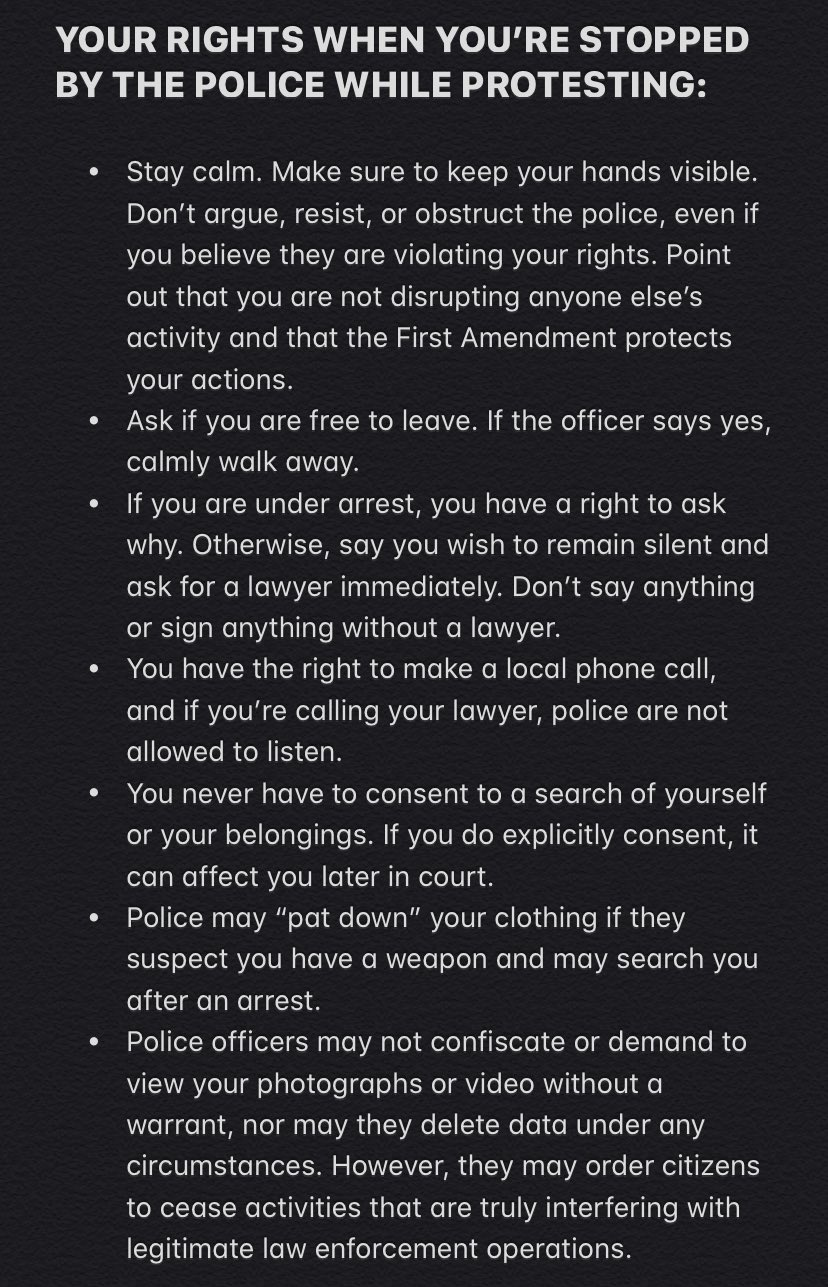 YOUR RIGHTS WHEN YOU’RE STOPPED
BY THE POLICE WHILE PROTESTING:
• Stay calm. Make sure to keep your hands visible.
Don’t argue, resist, or obstruct the police, even if
you believe they are violating your rights. Point
out that you are not disrupting anyone else’s
activity and that the First Amendment protects
your actions.
• Ask if you are free to leave. If the officer says yes,
calmly walk away.
• If you are under arrest, you have a right to ask
why. Otherwise, say you wish to remain silent and
ask for a lawyer immediately. Don’t say anything
or sign anything without a lawyer.
• You have the right to make a local phone call,
and if you’re calling your lawyer, police are not
allowed to listen.
• You never have to consent to a search of yourself
or your belongings. If you do explicitly consent, it
can affect you later in court.
• Police may “pat down” your clothing if they
suspect you have a weapon and may search you
after an arrest.
• Police officers may not confiscate or demand to
view your photographs or video without a
warrant, nor may they delete data under any
circumstances. However, they may order citizens
to cease activities that are truly interfering with
legitimate law enforcement operations.